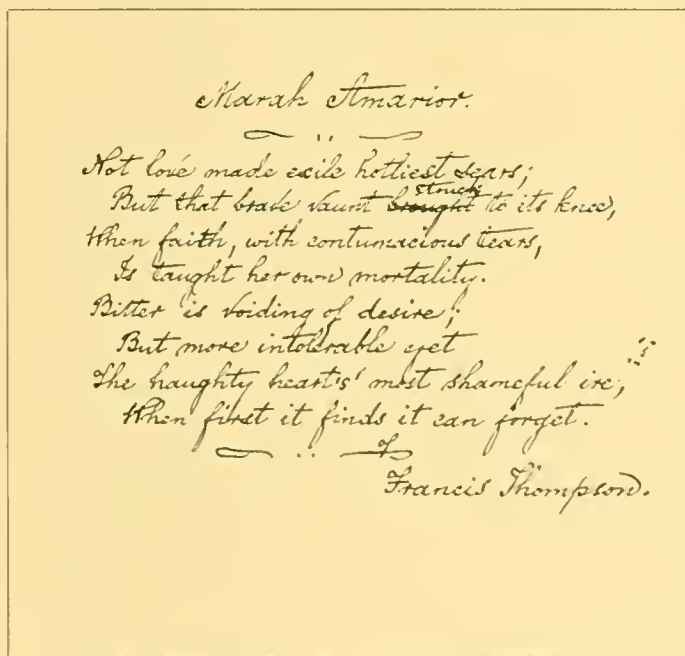 Marah Amarior.
Not love made exile hottiest sears;
But that brave vaunt struck to its knee,
When faith, with contumacious tears,
Is taught her own mortality.
Bitter is voiding of desire;
But more intolerable yet
The haughty heart's' most shameful ire,
When first it finds it can forget.
Francis Thompson.